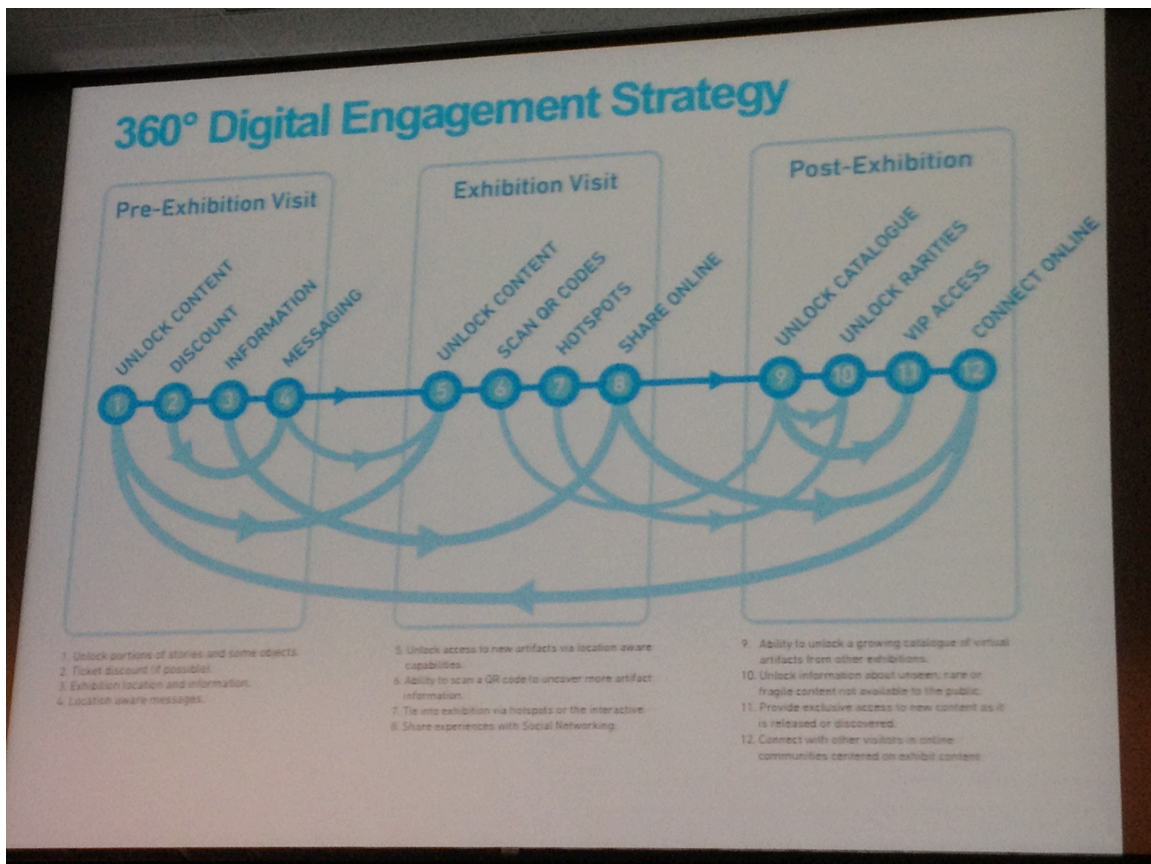 360° Digital Engagement Strategy
Pre-Exhibition Visit
UNLOCK CONTENT
DISCOUNT
INFORMATION
MESSAGING
Exhibition Visit
UNLOCK CONTENT
SCAN QR CODES
HOTSPOTS
SHARE ONLINE
Post-Exhibition
UNLOCK CATALOGUE
UNLOCK RARITIES
VIP ACCESS
CONNECT ONLINE
1 2 3 4 5 6 7 8 9 10 11 12
1. Unlock portions of stories and some objects.
2. Ticket discount (if possible).
3. Exhibition location and information.
4. Location aware messages.
5. Unlock access to new artifacts via location aware
capabilities.
6. Ability to scan a QR code to uncover more artifact
information.
7. Tie into exhibition via hotspots or the interactive.
8. Share experiences with Social Networking.
9. Ability to unlock a growing catalogue of virtual
artifacts from other exhibitions.
10. Unlock information about unseen, rare or
fragile content not available to the public.
11. Provide exclusive access to new content as it
is released or discovered.
12. Connect with other visitors in online
communities centered on exhibit content.